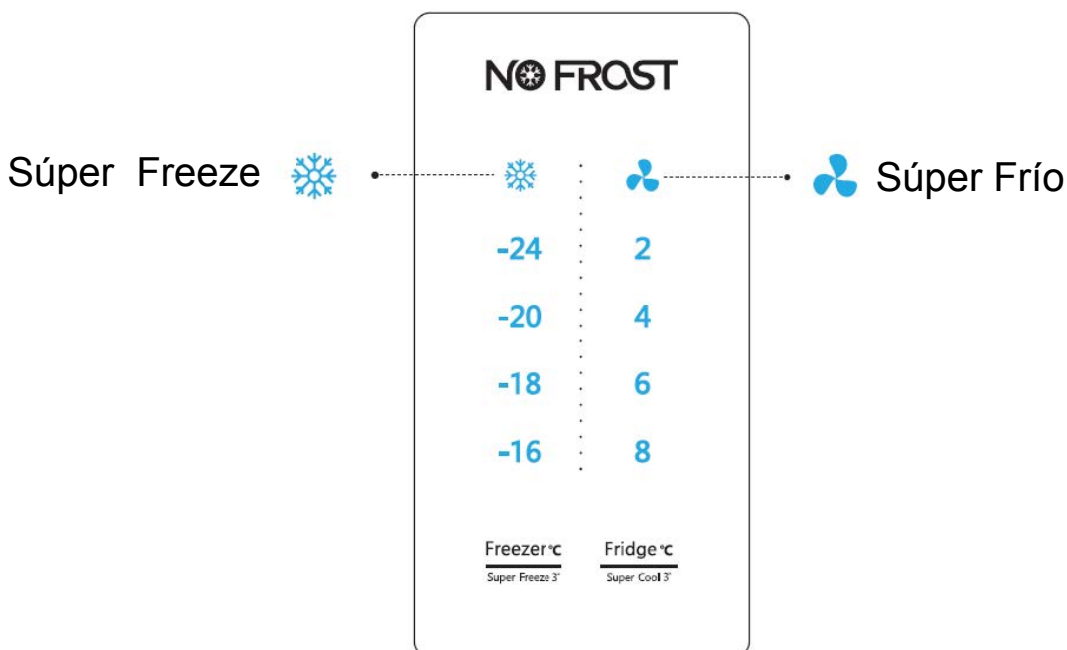 NO FROST
Súper Freeze
Súper Frío
-24 2
-20 4
-18 6
-16 8
Freezer °C Fridge °C
Super Freeze 3" Super Cool 3"